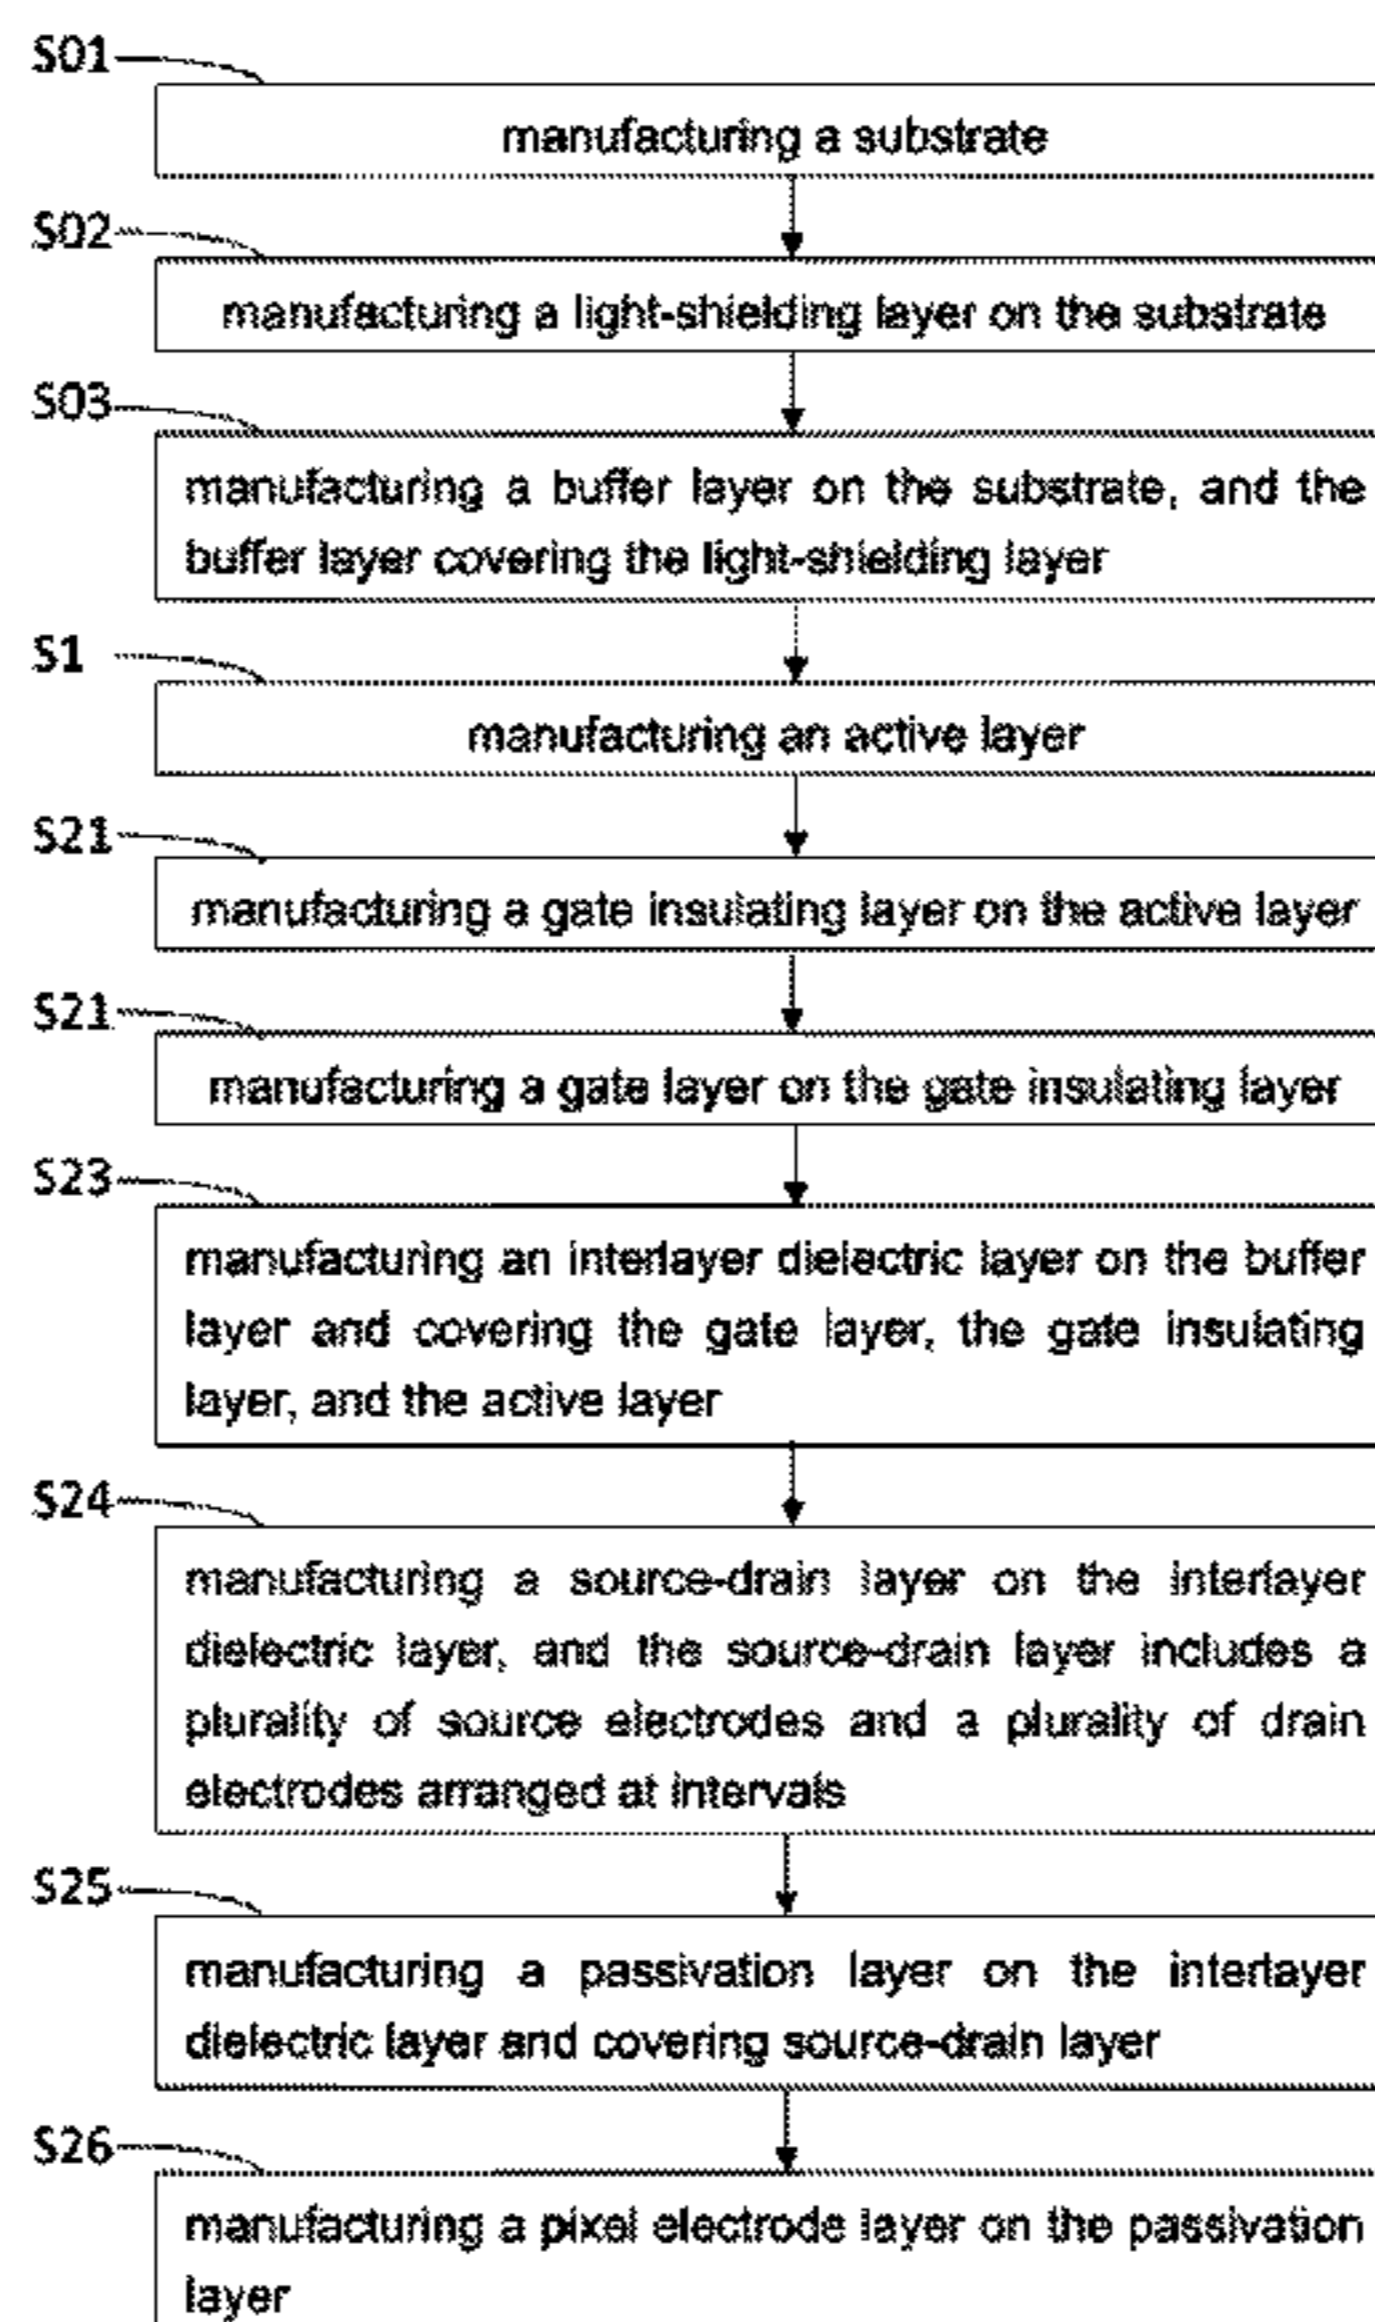 S01
manufacturing a substrate
S02
manufacturing a light-shielding layer on the substrate
S03
manufacturing a buffer layer on the substrate, and the
buffer layer covering the light-shielding layer
S1
manufacturing an active layer
S21
manufacturing a gate insulating layer on the active layer
S21
manufacturing a gate layer on the gate insulating layer
S23
manufacturing an interlayer dielectric layer on the buffer
layer and covering the gate layer, the gate insulating
layer, and the active layer
S24
manufacturing a source-drain layer on the interlayer
dielectric layer, and the source-drain layer includes a
plurality of source electrodes and a plurality of drain
electrodes arranged at intervals
S25
manufacturing a passivation layer on the interlayer
dielectric layer and covering source-drain layer
S26
manufacturing a pixel electrode layer on the passivation
layer